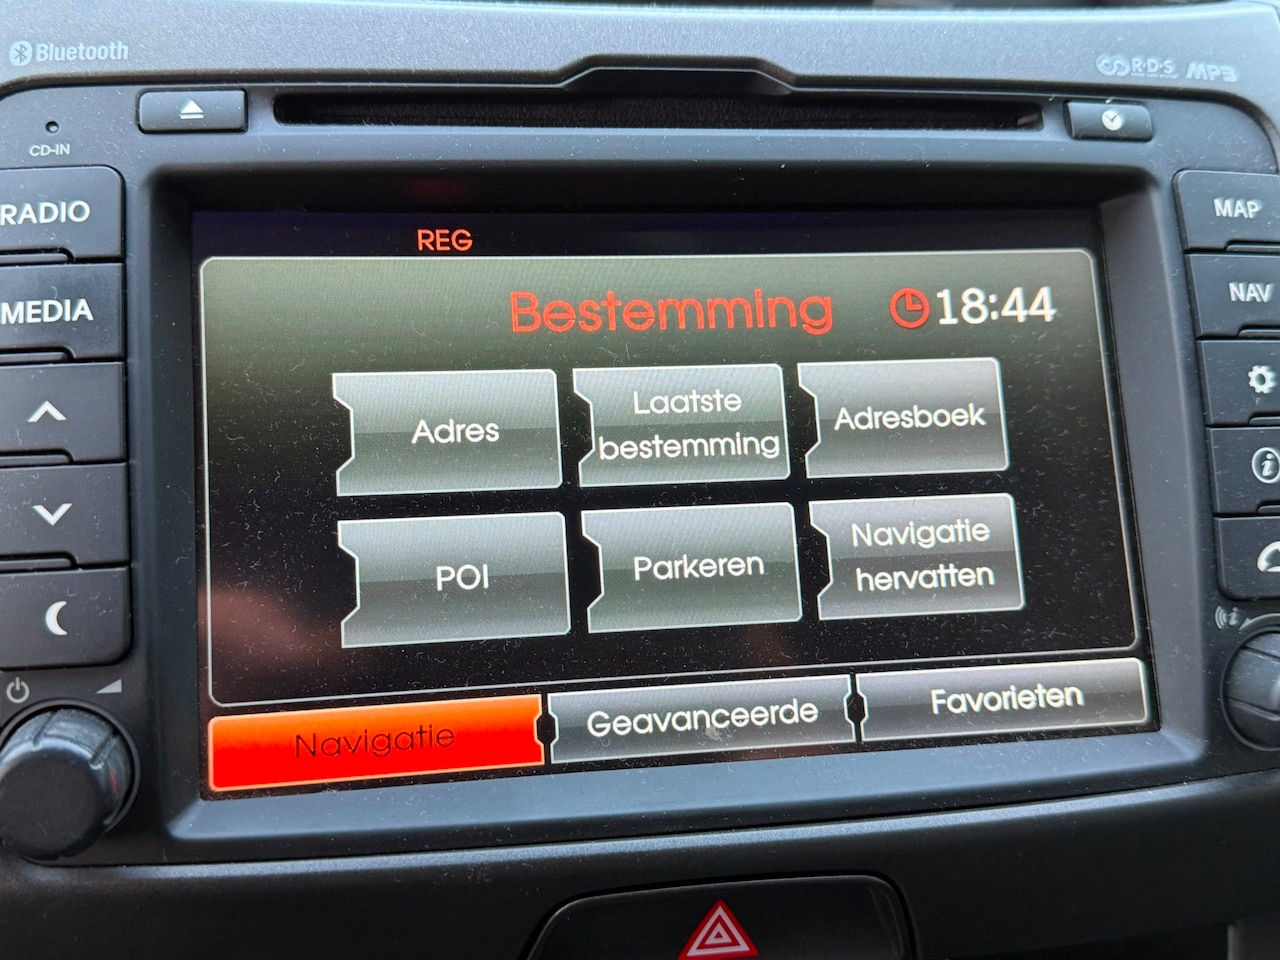 Bluetooth
R·D·S
MP3
CD-IN
RADIO
MEDIA
MAP
NAV
REG
Bestemming
18:44
Adres
Laatste
bestemming
Adresboek
POI
Parkeren
Navigatie
hervatten
Navigatie
Geavanceerde
Favorieten